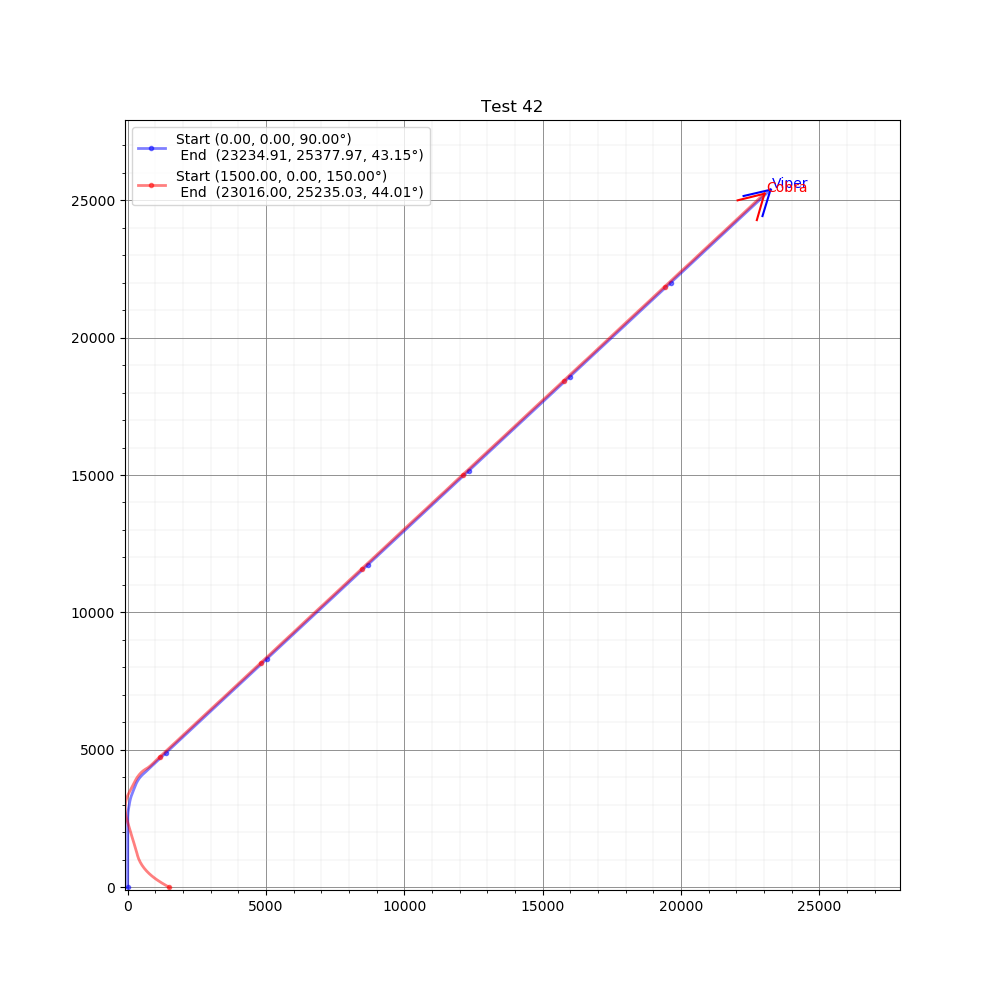 Test 42
Start (0.00, 0.00, 90.00°)
End  (23234.91, 25377.97, 43.15°)
Start (1500.00, 0.00, 150.00°)
End  (23016.00, 25235.03, 44.01°)
Viper
Cobra
25000
20000
15000
10000
5000
0
0 5000 10000 15000 20000 25000